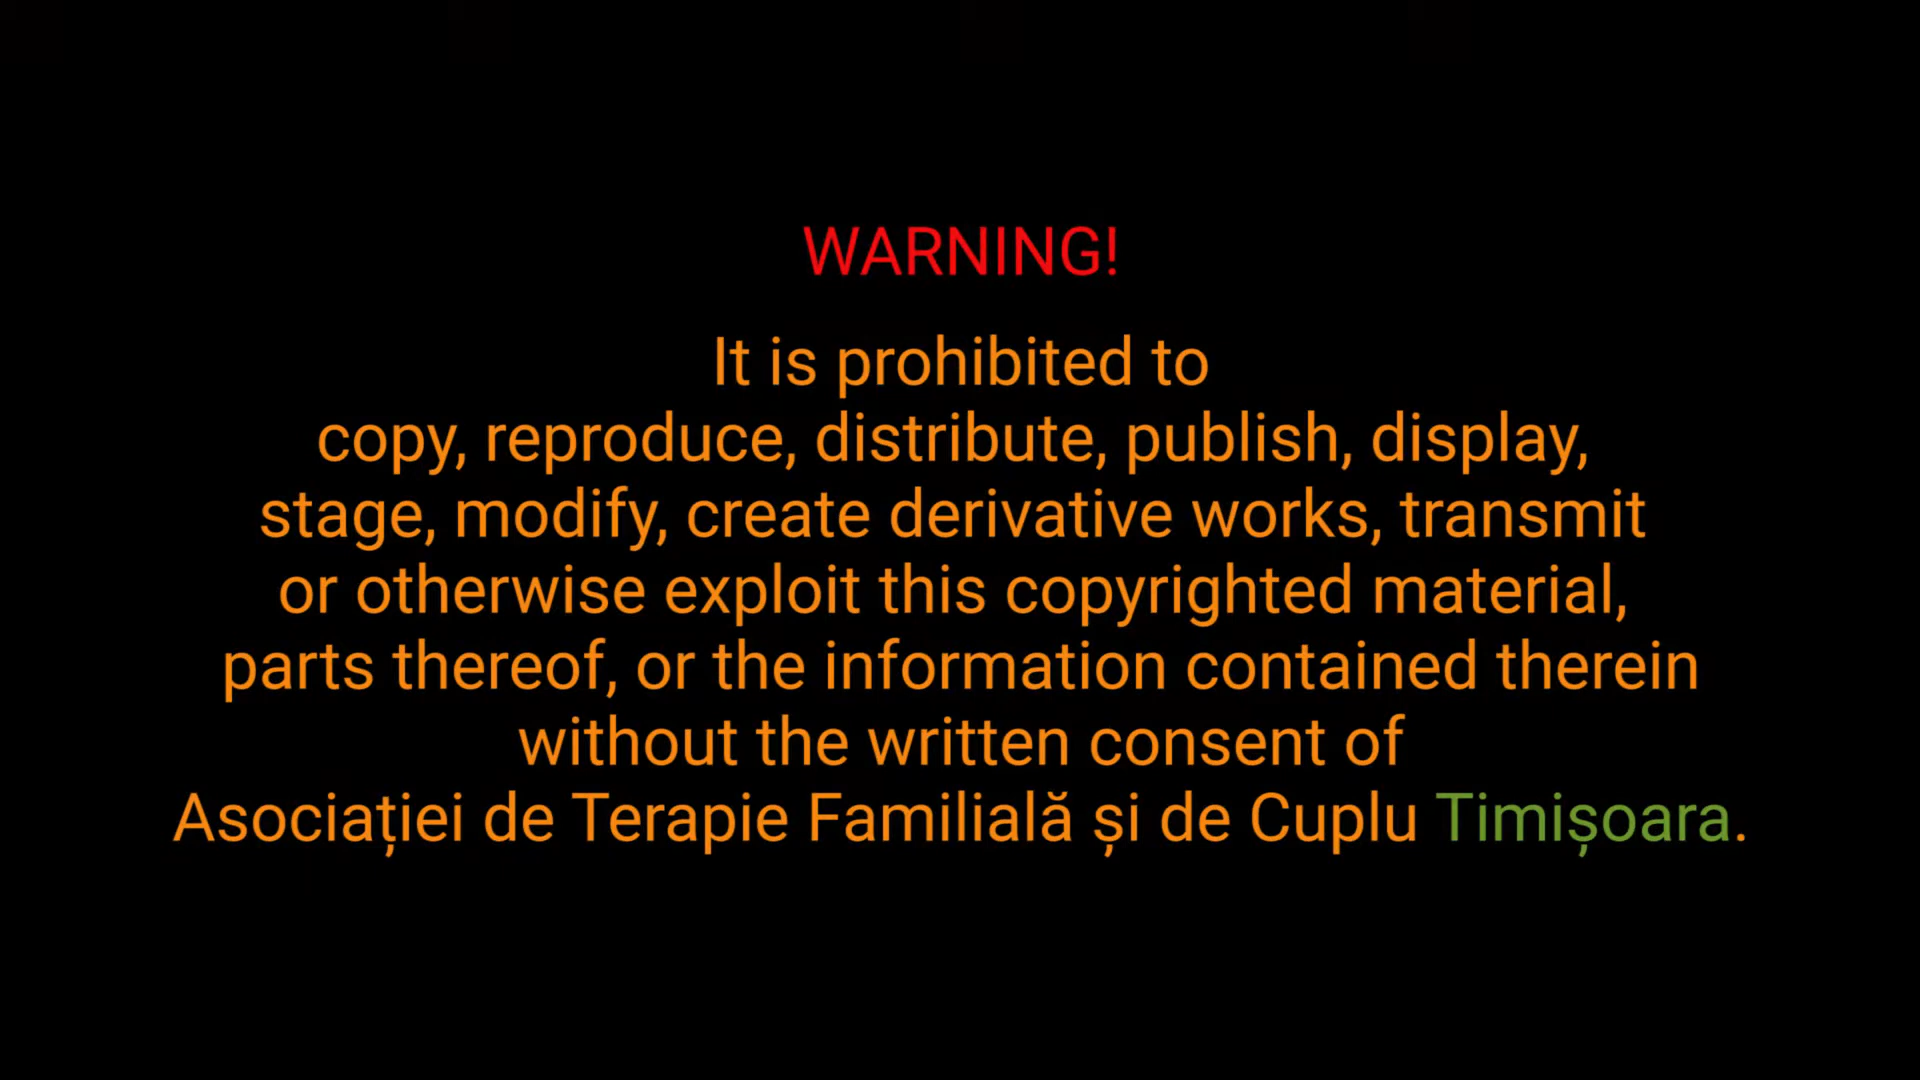 WARNING!
It is prohibited to
copy, reproduce, distribute, publish, display,
stage, modify, create derivative works, transmit
or otherwise exploit this copyrighted material,
parts thereof, or the information contained therein
without the written consent of
Asociației de Terapie Familială și de Cuplu Timișoara.